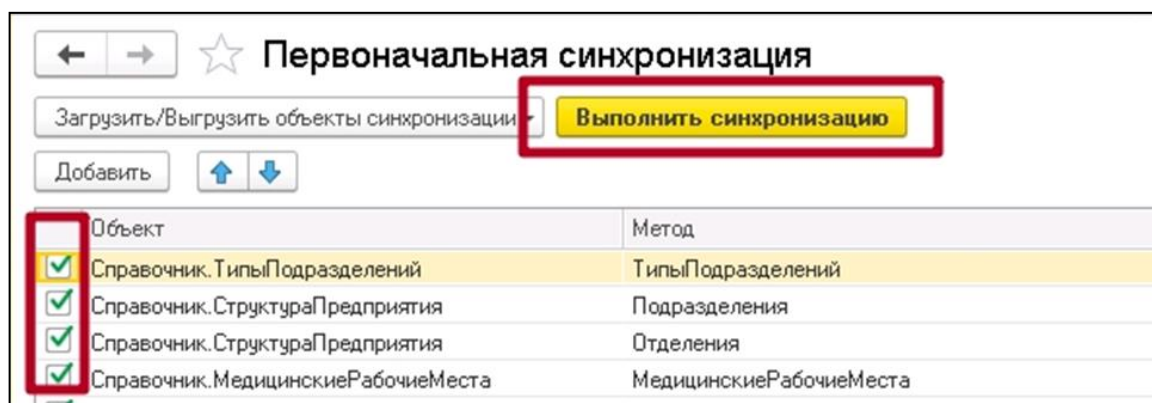 Первоначальная синхронизация
Загрузить/Выгрузить объекты синхронизации Выполнить синхронизацию
Добавить
Объект Метод
Справочник.ТипыПодразделений ТипыПодразделений
Справочник.СтруктураПредприятия Подразделения
Справочник.СтруктураПредприятия Отделения
Справочник.МедицинскиеРабочиеМеста МедицинскиеРабочиеМеста